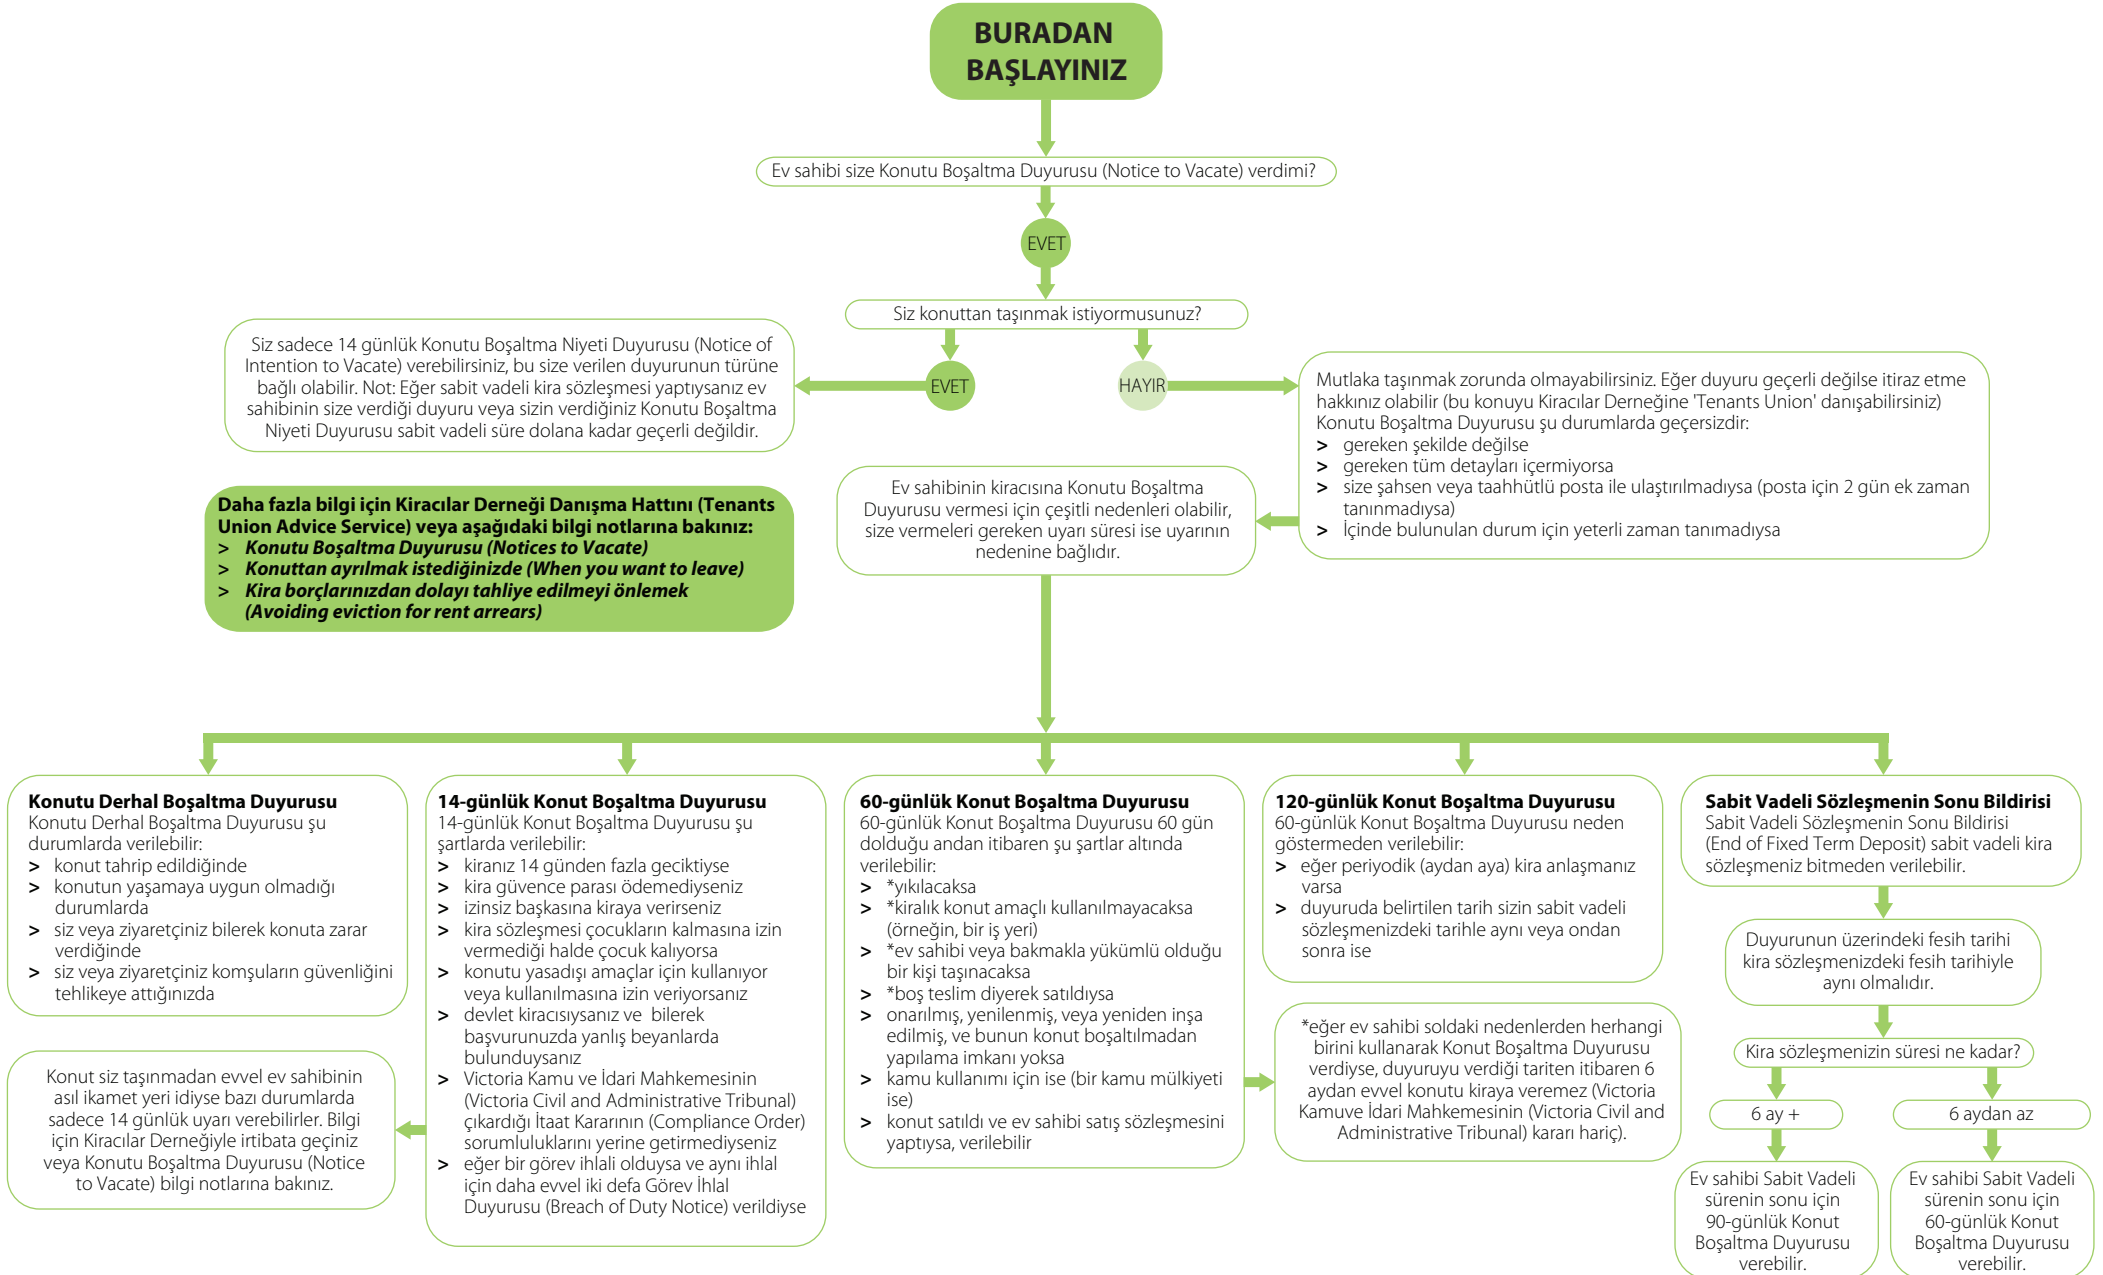 BURADAN
BAŞLAYINIZ
Ev sahibi size Konutu Boşaltma Duyurusu (Notice to Vacate) verdimi?
EVET
Siz konuttan taşınmak istiyormusunuz?
EVET
HAYIR
Siz sadece 14 günlük Konutu Boşaltma Niyeti Duyurusu (Notice of
Intention to Vacate) verebilirsiniz, bu size verilen duyurunun türüne
bağlı olabilir. Not: Eğer sabit vadeli kira sözleşmesi yaptıysanız ev
sahibinin size verdiği duyuru veya sizin verdiğiniz Konutu Boşaltma
Niyeti Duyurusu sabit vadeli süre dolana kadar geçerli değildir.
Mutlaka taşınmak zorunda olmayabilirsiniz. Eğer duyuru geçerli değilse itiraz etme
hakkınız olabilir (bu konuyu Kiracılar Derneğine 'Tenants Union' danışabilirsiniz)
Konutu Boşaltma Duyurusu şu durumlarda geçersizdir:
> gereken şekilde değilse
> gereken tüm detayları içermiyorsa
> size şahsen veya taahhütlü posta ile ulaştırılmadıysa (posta için 2 gün ek zaman
tanınmadıysa)
> İçinde bulunulan durum için yeterli zaman tanımadıysa
Ev sahibinin kiracısına Konutu Boşaltma
Duyurusu vermesi için çeşitli nedenleri olabilir,
size vermeleri gereken uyarı süresi ise uyarının
nedenine bağlıdır.
Daha fazla bilgi için Kiracılar Derneği Danışma Hattını (Tenants
Union Advice Service) veya aşağıdaki bilgi notlarına bakınız:
> Konutu Boşaltma Duyurusu (Notices to Vacate)
> Konuttan ayrılmak istediğinizde (When you want to leave)
> Kira borçlarınızdan dolayı tahliye edilmeyi önlemek
(Avoiding eviction for rent arrears)
Konutu Derhal Boşaltma Duyurusu
Konutu Derhal Boşaltma Duyurusu şu
durumlarda verilebilir:
> konut tahrip edildiğinde
> konutun yaşamaya uygun olmadığı
durumlarda
> siz veya ziyaretçiniz bilerek konuta zarar
verdiğinde
> siz veya ziyaretçiniz komşuların güvenliğini
tehlikeye attığınızda
Konut siz taşınmadan evvel ev sahibinin
asıl ikamet yeri idiyse bazı durumlarda
sadece 14 günlük uyarı verebilirler. Bilgi
için Kiracılar Derneğiyle irtibata geçiniz
veya Konutu Boşaltma Duyurusu (Notice
to Vacate) bilgi notlarına bakınız.
14-günlük Konut Boşaltma Duyurusu
14-günlük Konut Boşaltma Duyurusu şu
şartlarda verilebilir:
> kiranız 14 günden fazla geciktiyse
> kira güvence parası ödemediyseniz
> izinsiz başkasına kiraya verirseniz
> kira sözleşmesi çocukların kalmasına izin
vermediği halde çocuk kalıyorsa
> konutu yasadışı amaçlar için kullanıyor
veya kullanılmasına izin veriyorsanız
> devlet kiracısıysanız ve bilerek
başvurunuzda yanlış beyanlarda
bulunduysanız
> Victoria Kamu ve İdari Mahkemesinin
(Victoria Civil and Administrative Tribunal)
çıkardığı İtaat Kararının (Compliance Order)
sorumluluklarını yerine getirmediyseniz
> eğer bir görev ihlali olduysa ve aynı ihlal
için daha evvel iki defa Görev İhlal
Duyurusu (Breach of Duty Notice) verildiyse
60-günlük Konut Boşaltma Duyurusu
60-günlük Konut Boşaltma Duyurusu 60 gün
dolduğu andan itibaren şu şartlar altında
verilebilir:
> *yıkılacaksa
> *kiralık konut amaçlı kullanılmayacaksa
(örneğin, bir iş yeri)
> *ev sahibi veya bakmakla yükümlü olduğu
bir kişi taşınacaksa
> *boş teslim diyerek satıldıysa
> onarılmış, yenilenmiş, veya yeniden inşa
edilmiş, ve bunun konut boşaltılmadan
yapılama imkanı yoksa
> kamu kullanımı için ise (bir kamu mülkiyeti
ise)
> konut satıldı ve ev sahibi satış sözleşmesini
yaptıysa, verilebilir
120-günlük Konut Boşaltma Duyurusu
60-günlük Konut Boşaltma Duyurusu neden
göstermeden verilebilir:
> eğer periyodik (aydan aya) kira anlaşmanız
varsa
> duyuruda belirtilen tarih sizin sabit vadeli
sözleşmenizdeki tarihle aynı veya ondan
sonra ise
*eğer ev sahibi soldaki nedenlerden herhangi
birini kullanarak Konut Boşaltma Duyurusu
verdiyse, duyuruyu verdiği tariten itibaren 6
aydan evvel konutu kiraya veremez (Victoria
Kamuve İdari Mahkemesinin (Victoria Civil and
Administrative Tribunal) kararı hariç).
Sabit Vadeli Sözleşmenin Sonu Bildirisi
Sabit Vadeli Sözleşmenin Sonu Bildirisi
(End of Fixed Term Deposit) sabit vadeli kira
sözleşmeniz bitmeden verilebilir.
Duyurunun üzerindeki fesih tarihi
kira sözleşmenizdeki fesih tarihiyle
aynı olmalıdır.
Kira sözleşmenizin süresi ne kadar?
6 ay +
6 aydan az
Ev sahibi Sabit Vadeli
sürenin sonu için
90-günlük Konut
Boşaltma Duyurusu
verebilir.
Ev sahibi Sabit Vadeli
sürenin sonu için
60-günlük Konut
Boşaltma Duyurusu
verebilir.